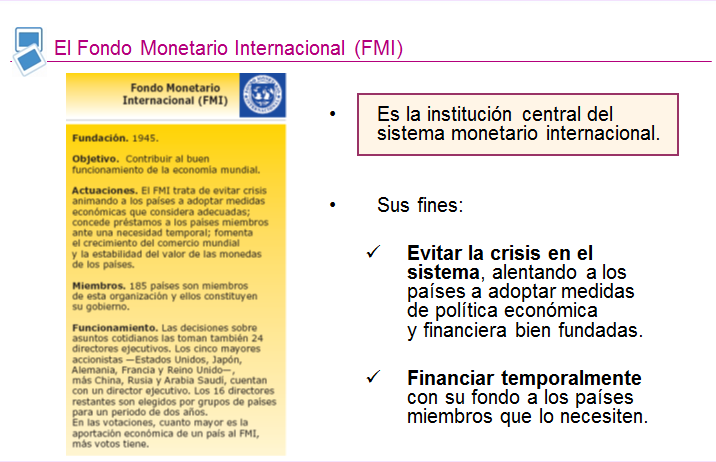 El Fondo Monetario Internacional (FMI)
Fondo Monetario
Internacional (FMI)
Fundación. 1945.
Objetivo. Contribuir al buen
funcionamiento de la economía mundial.
Actuaciones. El FMI trata de evitar crisis
animando a los países a adoptar medidas
económicas que considera adecuadas;
concede préstamos a los países miembros
ante una necesidad temporal; fomenta
el crecimiento del comercio mundial
y la estabilidad del valor de las monedas
de los países.
Miembros. 185 países son miembros
de esta organización y ellos constituyen
su gobierno.
Funcionamiento. Las decisiones sobre
asuntos cotidianos las toman también 24
directores ejecutivos. Los cinco mayores
accionistas —Estados Unidos, Japón,
Alemania, Francia y Reino Unido—,
más China, Rusia y Arabia Saudí, cuentan
con un director ejecutivo. Los 16 directores
restantes son elegidos por grupos de países
para un periodo de dos años.
En las votaciones, cuanto mayor es la
aportación económica de un país al FMI,
más votos tiene.
• Es la institución central del
sistema monetario internacional.
• Sus fines:
✓ Evitar la crisis en el
sistema, alentando a los
países a adoptar medidas
de política económica
y financiera bien fundadas.
✓ Financiar temporalmente
con su fondo a los países
miembros que lo necesiten.